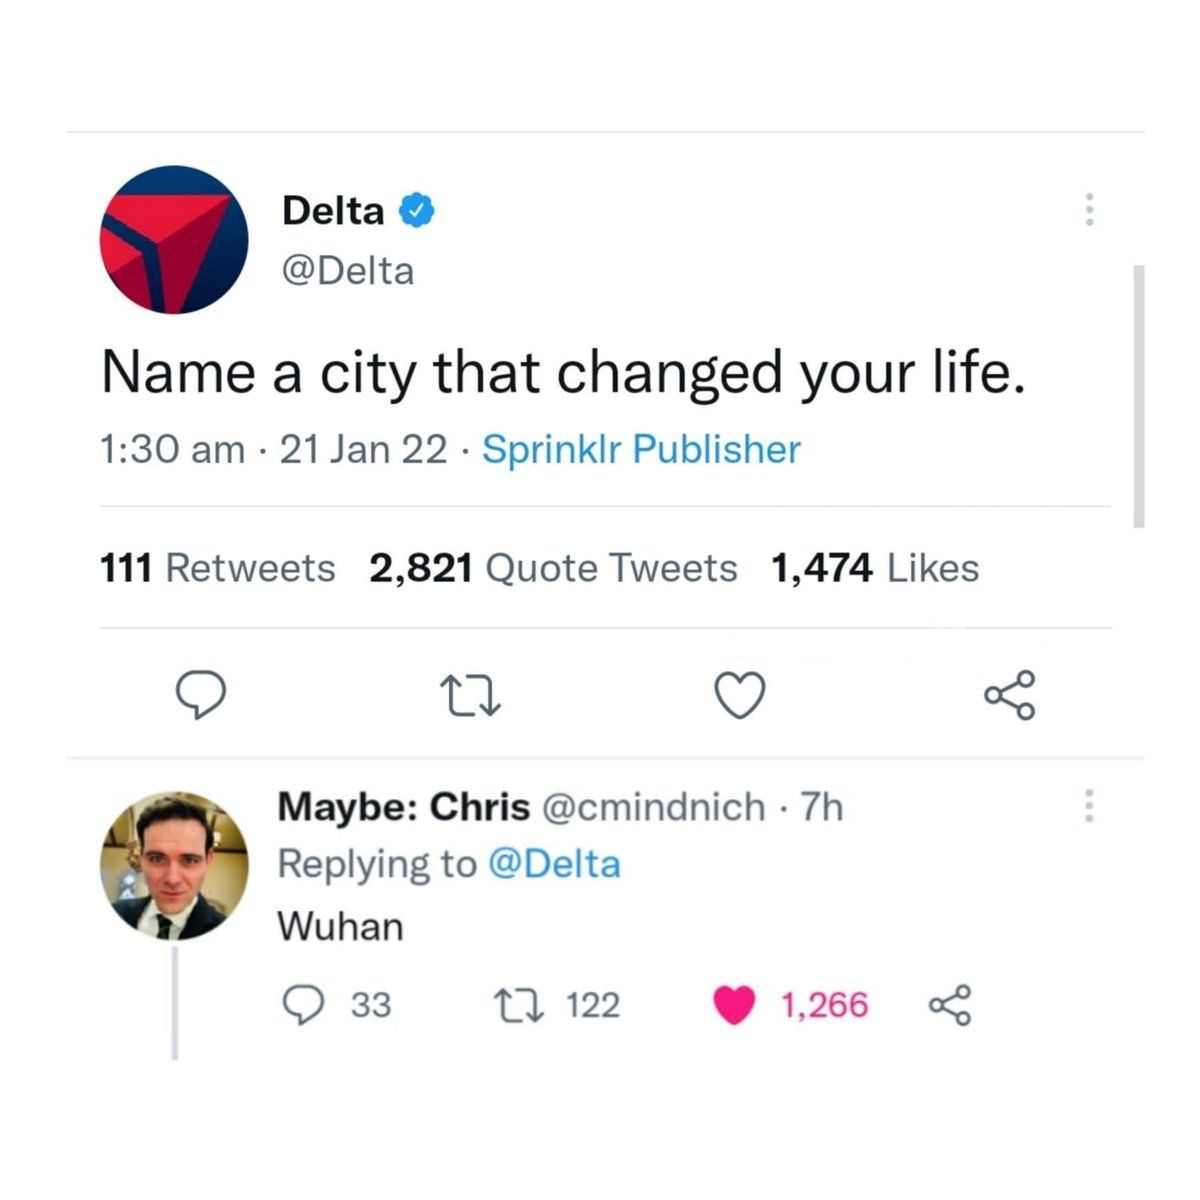 Delta
@Delta
Name a city that changed your life.
1:30 am · 21 Jan 22 · Sprinklr Publisher
111 Retweets 2,821 Quote Tweets 1,474 Likes
Maybe: Chris @cmindnich · 7h
Replying to @Delta
Wuhan
33 122 1,266